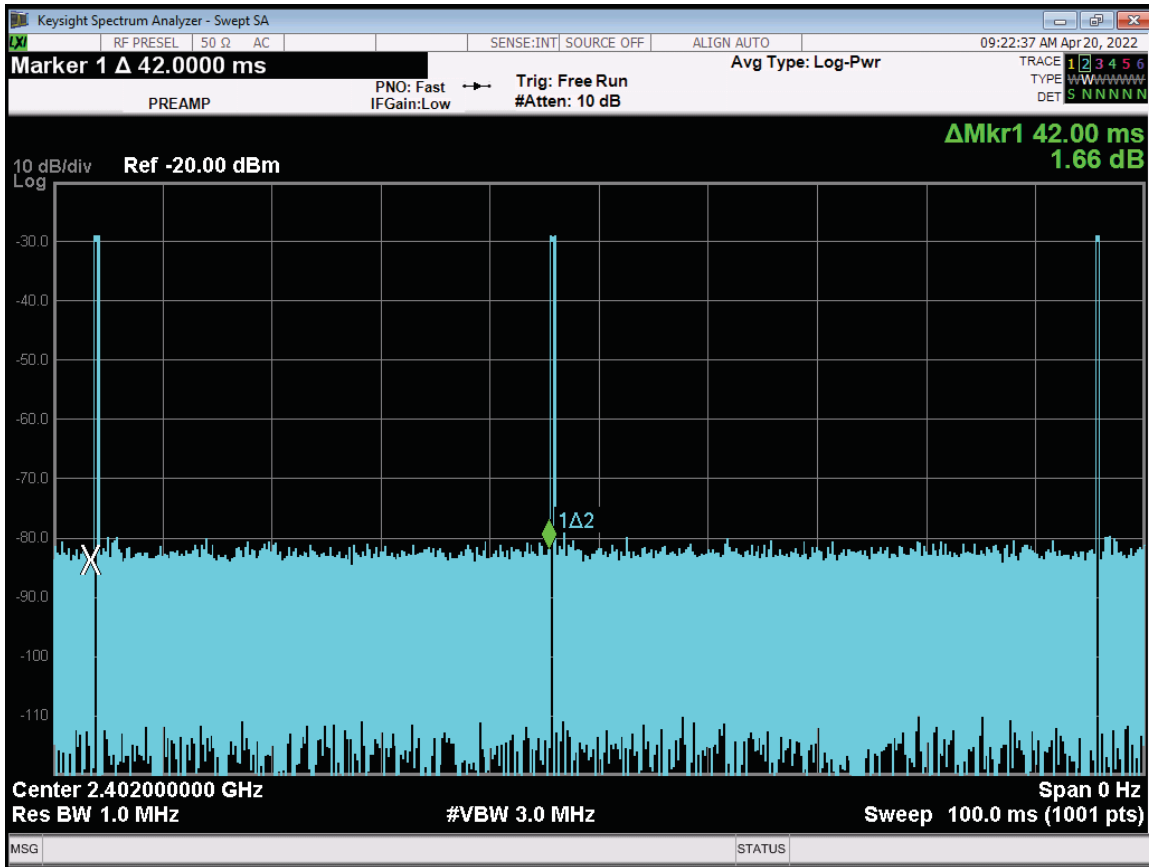 Keysight Spectrum Analyzer - Swept SA
LXI RF PRESEL 50 Ω AC SENSE:INT SOURCE OFF ALIGN AUTO 09:22:37 AM Apr 20, 2022
Marker 1 Δ 42.0000 ms
PREAMP
PNO: Fast
IFGain:Low
Trig: Free Run
#Atten: 10 dB
Avg Type: Log-Pwr
TRACE 1 2 3 4 5 6
TYPE WWWWWW
DET S N N N N N
ΔMkr1 42.00 ms
1.66 dB
10 dB/div Ref -20.00 dBm
Log
-30.0
-40.0
-50.0
-60.0
-70.0
1Δ2
-80.0
X
-90.0
-100
-110
Center 2.402000000 GHz Span 0 Hz
Res BW 1.0 MHz #VBW 3.0 MHz Sweep 100.0 ms (1001 pts)
MSG STATUS